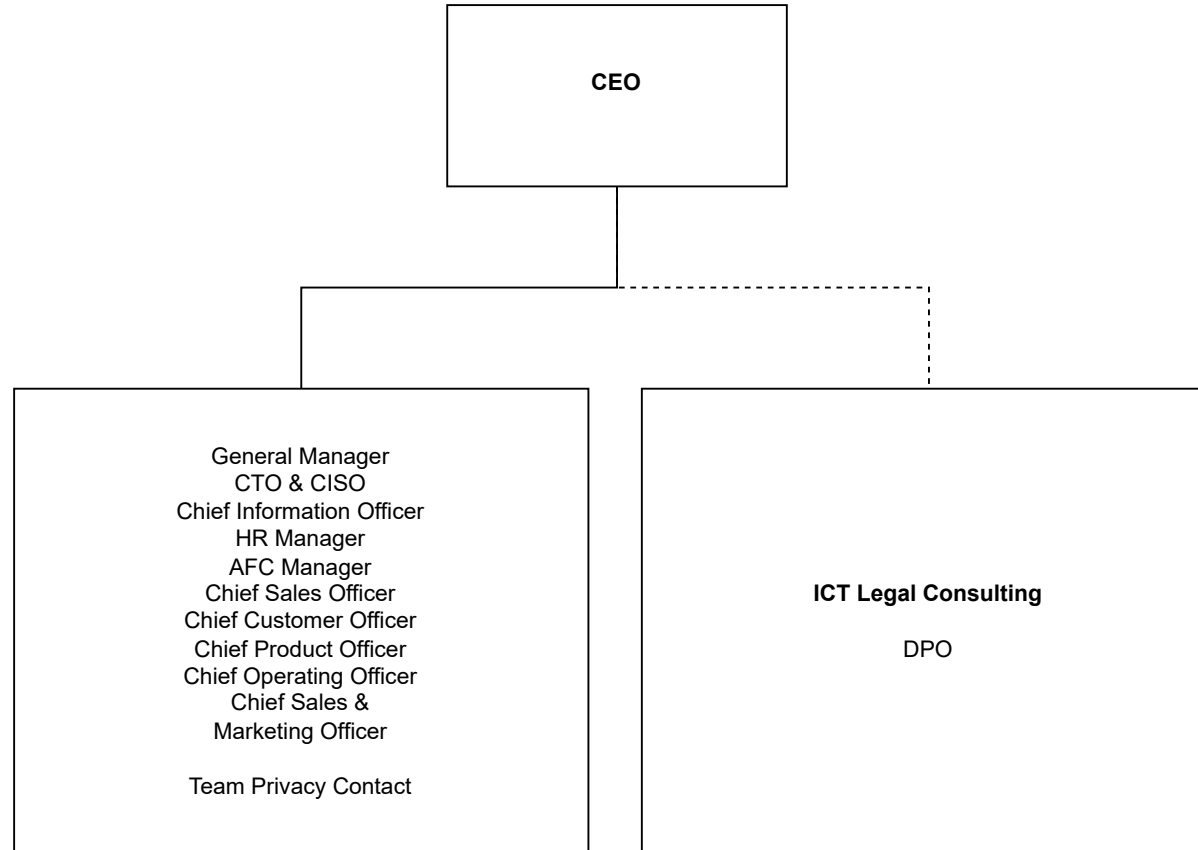 CEO
General Manager
CTO & CISO
Chief Information Officer
HR Manager
AFC Manager
Chief Sales Officer
Chief Customer Officer
Chief Product Officer
Chief Operating Officer
Chief Sales &
Marketing Officer
Team Privacy Contact
ICT Legal Consulting
DPO